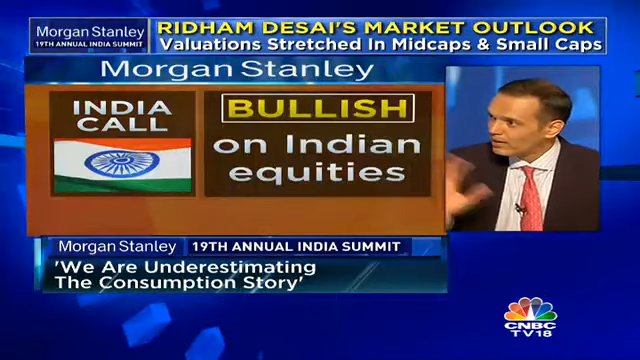 Morgan Stanley
19TH ANNUAL INDIA SUMMIT
RIDHAM DESAI'S MARKET OUTLOOK
Valuations Stretched In Midcaps & Small Caps
Morgan Stanley
INDIA
CALL
BULLISH
on Indian
equities
Morgan Stanley 19TH ANNUAL INDIA SUMMIT
'We Are Underestimating
The Consumption Story'
CNBC
TV18